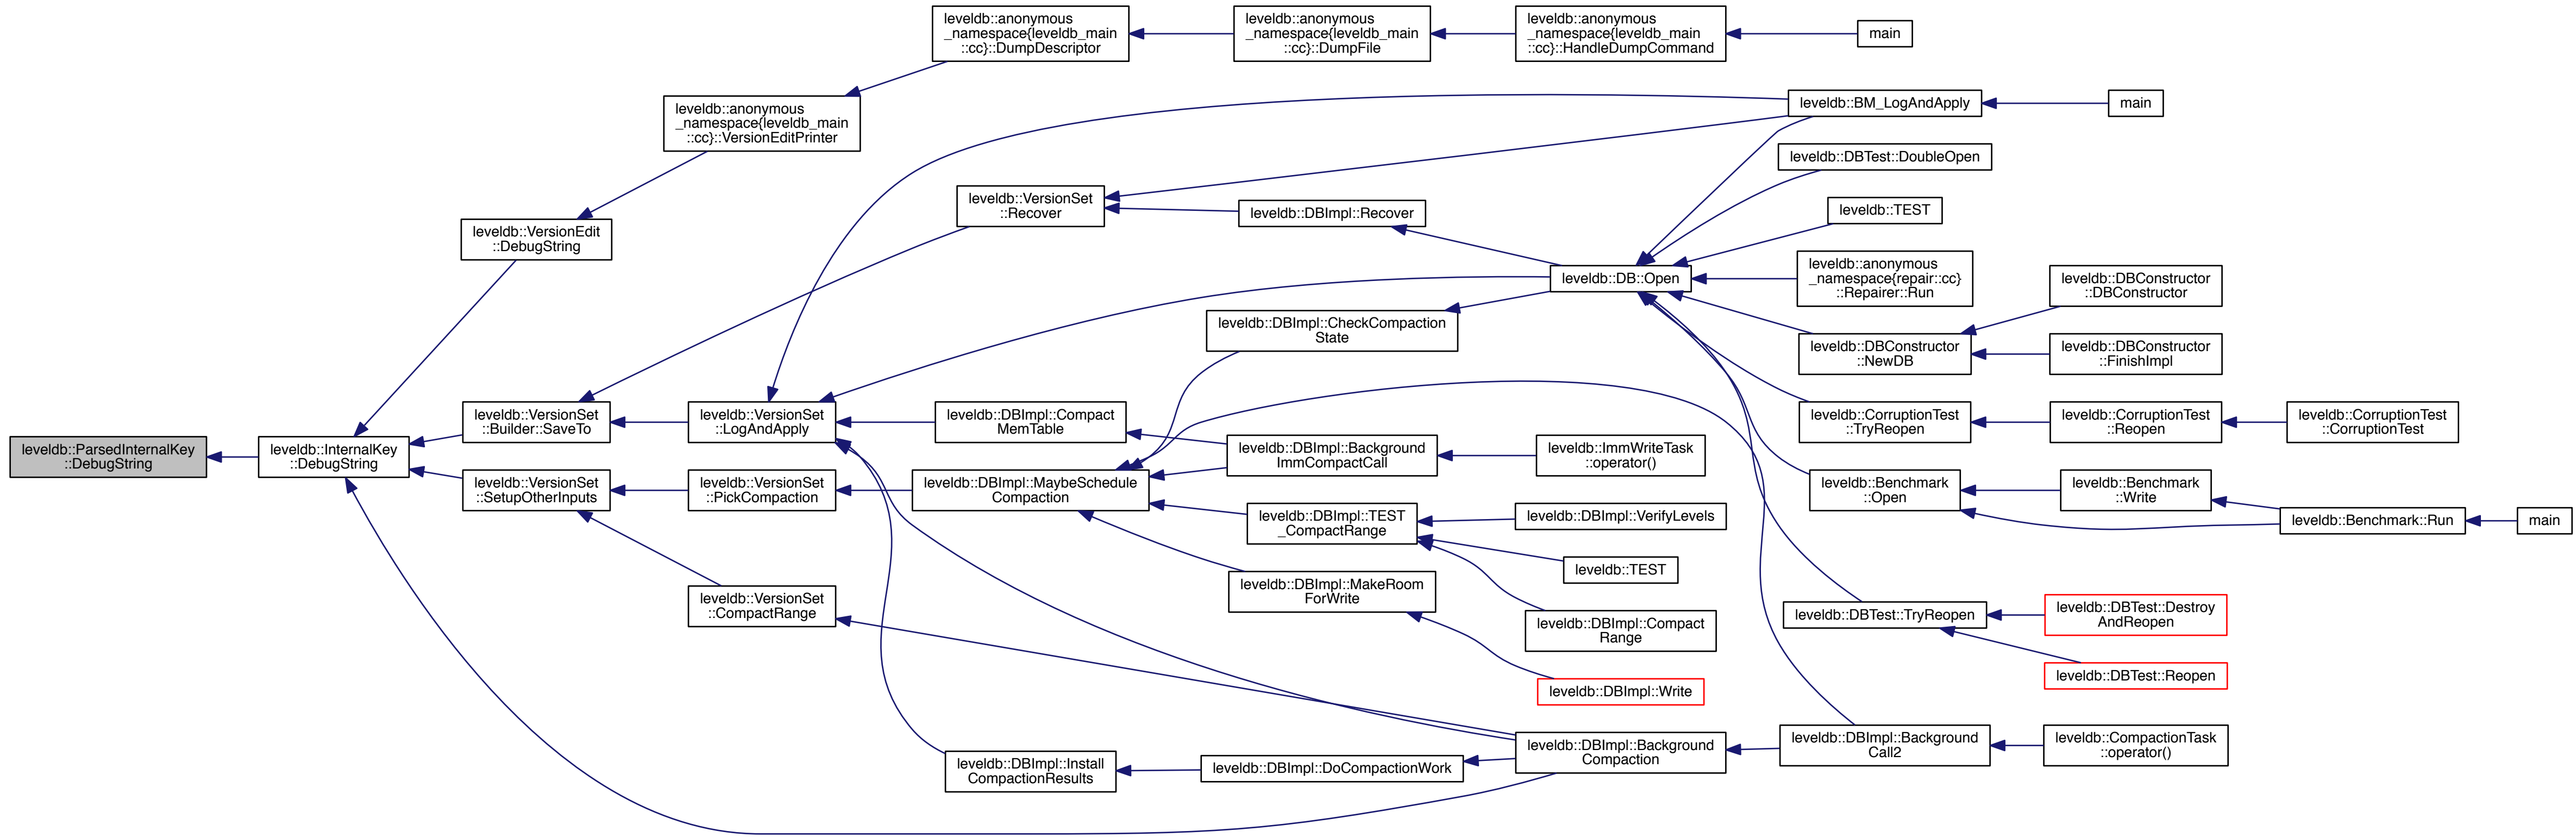 leveldb::ParsedInternalKey
::DebugString
leveldb::InternalKey
::DebugString
leveldb::VersionEdit
::DebugString
leveldb::VersionSet
::Builder::SaveTo
leveldb::VersionSet
::SetupOtherInputs
leveldb::anonymous
_namespace{leveldb_main
::cc}::VersionEditPrinter
leveldb::VersionSet
::LogAndApply
leveldb::VersionSet
::PickCompaction
leveldb::VersionSet
::CompactRange
leveldb::anonymous
_namespace{leveldb_main
::cc}::DumpDescriptor
leveldb::VersionSet
::Recover
leveldb::DBImpl::Compact
MemTable
leveldb::DBImpl::MaybeSchedule
Compaction
leveldb::DBImpl::Install
CompactionResults
leveldb::anonymous
_namespace{leveldb_main
::cc}::DumpFile
leveldb::DBImpl::Recover
leveldb::DBImpl::CheckCompaction
State
leveldb::DBImpl::Background
ImmCompactCall
leveldb::DBImpl::TEST
_CompactRange
leveldb::DBImpl::MakeRoom
ForWrite
leveldb::DBImpl::DoCompactionWork
leveldb::anonymous
_namespace{leveldb_main
::cc}::HandleDumpCommand
leveldb::DB::Open
leveldb::ImmWriteTask
::operator()
leveldb::DBImpl::VerifyLevels
leveldb::TEST
leveldb::DBImpl::Compact
Range
leveldb::DBImpl::Write
leveldb::DBImpl::Background
Compaction
main
leveldb::BM_LogAndApply
leveldb::DBTest::DoubleOpen
leveldb::TEST
leveldb::anonymous
_namespace{repair::cc}
::Repairer::Run
leveldb::DBConstructor
::NewDB
leveldb::CorruptionTest
::TryReopen
leveldb::Benchmark
::Open
leveldb::DBTest::TryReopen
leveldb::DBImpl::Background
Call2
main
leveldb::DBConstructor
::DBConstructor
leveldb::DBConstructor
::FinishImpl
leveldb::CorruptionTest
::Reopen
leveldb::Benchmark
::Write
leveldb::DBTest::Destroy
AndReopen
leveldb::DBTest::Reopen
leveldb::CompactionTask
::operator()
leveldb::CorruptionTest
::CorruptionTest
leveldb::Benchmark::Run
main